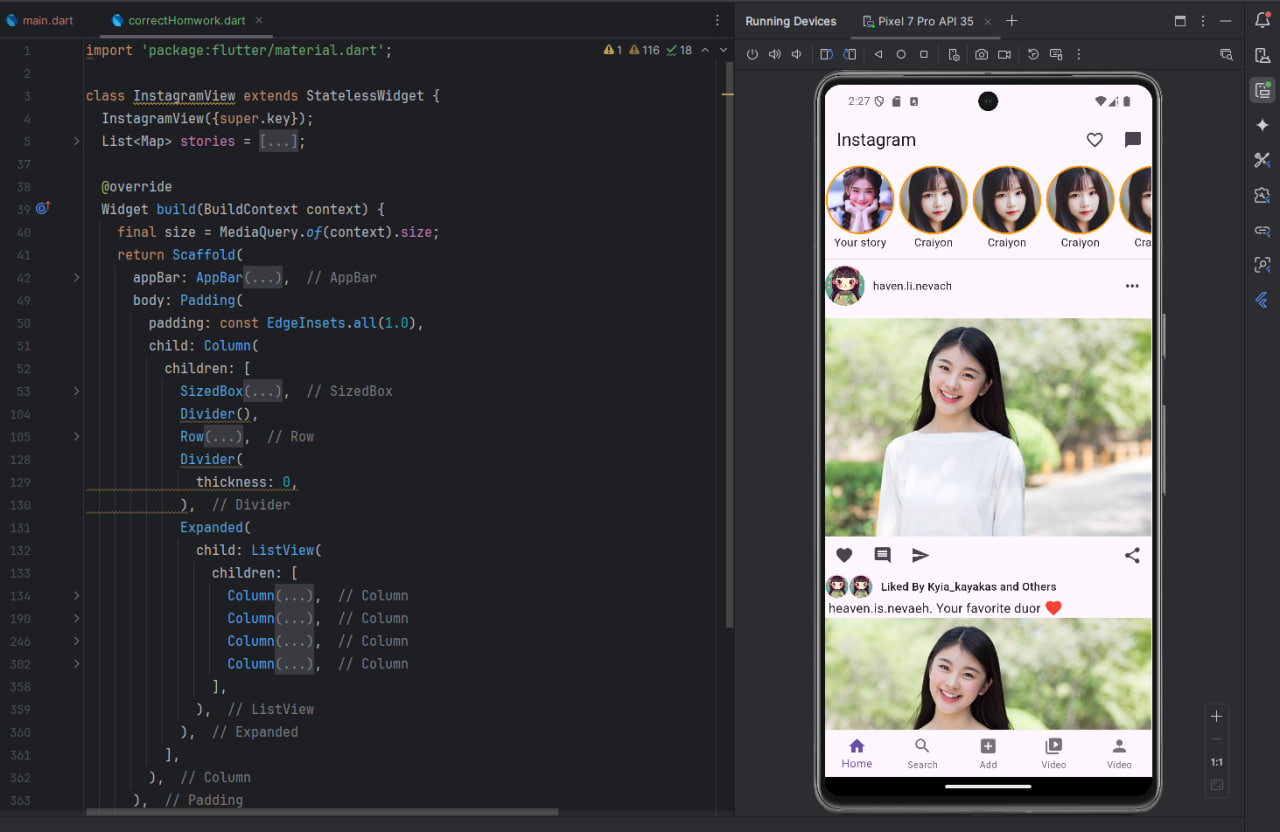 main.dart
correctHomwork.dart
1 116 18
1 import 'package:flutter/material.dart';
2
3 class InstagramView extends StatelessWidget {
4 InstagramView({super.key});
5 List<Map> stories = [...];
37
38 @override
39 Widget build(BuildContext context) {
40 final size = MediaQuery.of(context).size;
41 return Scaffold(
42 appBar: AppBar(...), // AppBar
49 body: Padding(
50 padding: const EdgeInsets.all(1.0),
51 child: Column(
52 children: [
53 SizedBox(...), // SizedBox
104 Divider(),
105 Row(...), // Row
128 Divider(
129 thickness: 0,
130 ), // Divider
131 Expanded(
132 child: ListView(
133 children: [
134 Column(...), // Column
190 Column(...), // Column
246 Column(...), // Column
302 Column(...), // Column
358 ],
359 ), // ListView
360 ), // Expanded
361 ],
362 ), // Column
363 ), // Padding
Running Devices
Pixel 7 Pro API 35
2:27
Instagram
Your story Craiyon Craiyon Craiyon Cra
haven.li.nevach
Liked By Kyia_kayakas and Others
heaven.is.nevaeh. Your favorite duor ❤️
Home Search Add Video Video
1:1